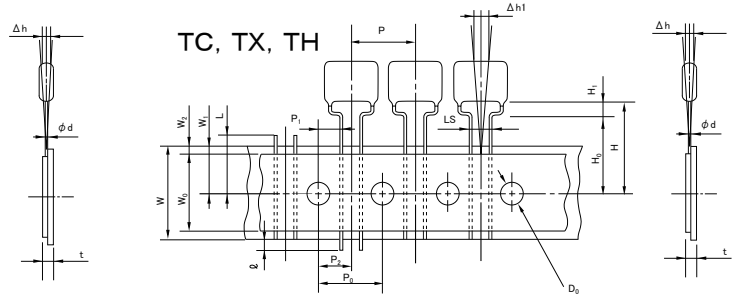 Δh
φd
t
TC, TX, TH
P
Δh1
P1
LS
H1
H0
H
W2
W1
L
W
W0
ℓ
P2
P0
D0
Δh
φd
t